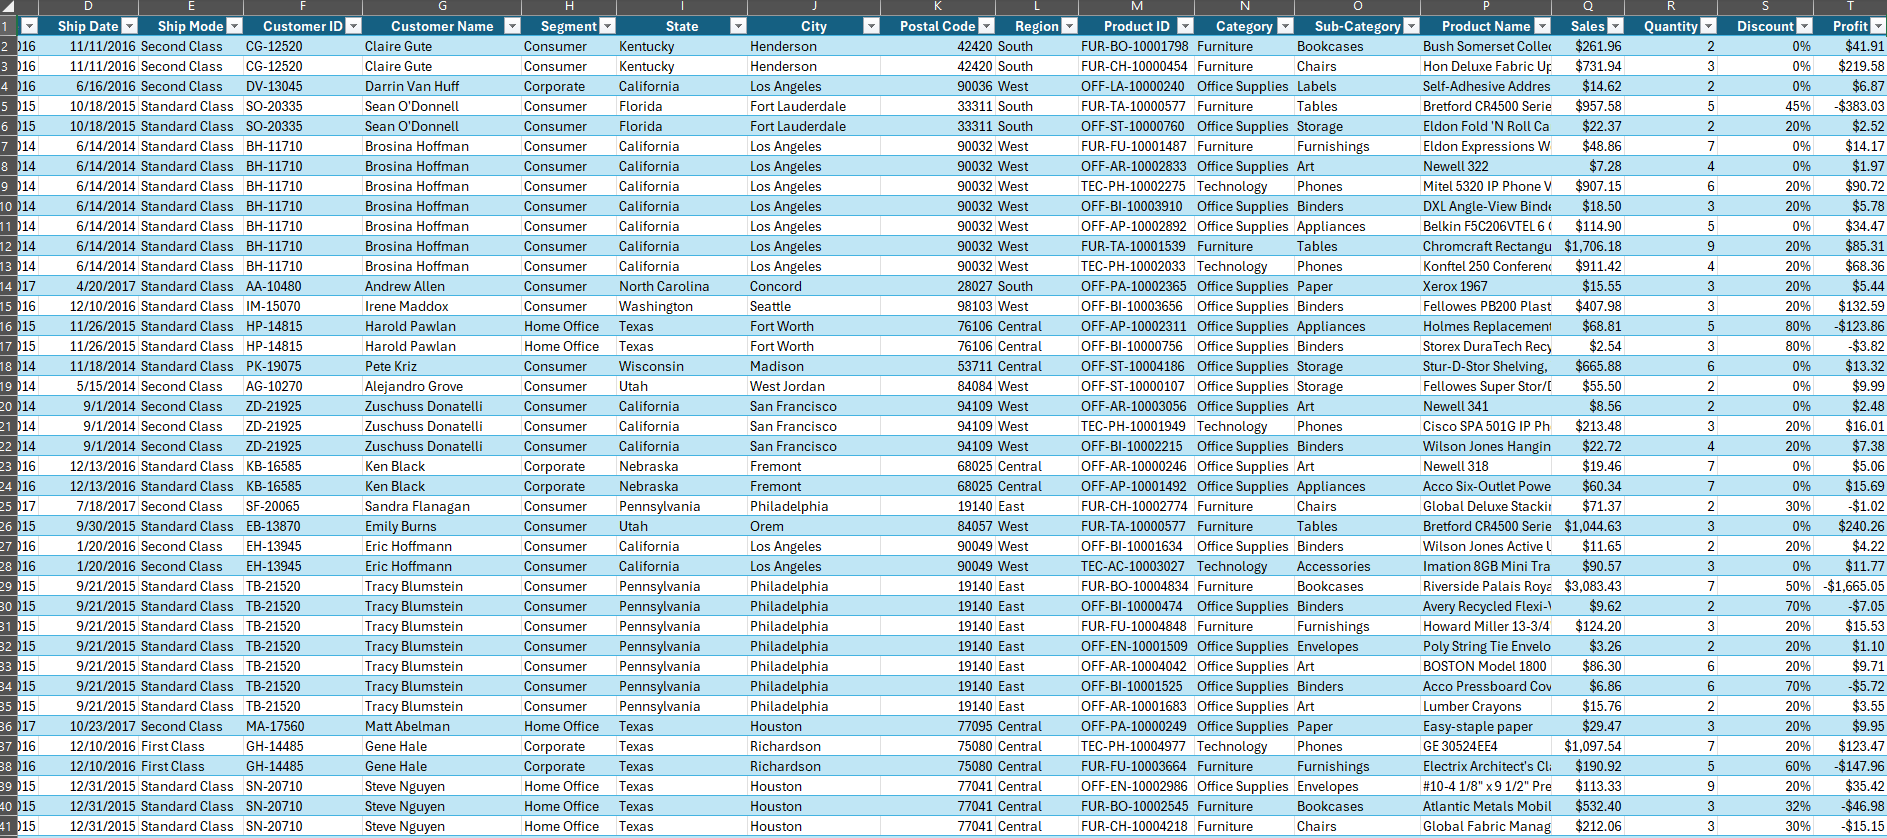 D E F G H I J K L M N O P Q R S T
1 Ship Date Ship Mode Customer ID Customer Name Segment State City Postal Code Region Product ID Category Sub-Category Product Name Sales Quantity Discount Profit
2 016 11/11/2016 Second Class CG-12520 Claire Gute Consumer Kentucky Henderson 42420 South FUR-BO-10001798 Furniture Bookcases Bush Somerset Collec $261.96 2 0% $41.91
3 016 11/11/2016 Second Class CG-12520 Claire Gute Consumer Kentucky Henderson 42420 South FUR-CH-10000454 Furniture Chairs Hon Deluxe Fabric Up $731.94 3 0% $219.58
4 016 6/16/2016 Second Class DV-13045 Darrin Van Huff Corporate California Los Angeles 90036 West OFF-LA-10000240 Office Supplies Labels Self-Adhesive Addres $14.62 2 0% $6.87
5 015 10/18/2015 Standard Class SO-20335 Sean O'Donnell Consumer Florida Fort Lauderdale 33311 South FUR-TA-10000577 Furniture Tables Bretford CR4500 Serie $957.58 5 45% -$383.03
6 015 10/18/2015 Standard Class SO-20335 Sean O'Donnell Consumer Florida Fort Lauderdale 33311 South OFF-ST-10000760 Office Supplies Storage Eldon Fold 'N Roll Ca $22.37 2 20% $2.52
7 014 6/14/2014 Standard Class BH-11710 Brosina Hoffman Consumer California Los Angeles 90032 West FUR-FU-10001487 Furniture Furnishings Eldon Expressions W $48.86 7 0% $14.17
8 014 6/14/2014 Standard Class BH-11710 Brosina Hoffman Consumer California Los Angeles 90032 West OFF-AR-10002833 Office Supplies Art Newell 322 $7.28 4 0% $1.97
9 014 6/14/2014 Standard Class BH-11710 Brosina Hoffman Consumer California Los Angeles 90032 West TEC-PH-10002275 Technology Phones Mitel 5320 IP Phone V $907.15 6 20% $90.72
10 014 6/14/2014 Standard Class BH-11710 Brosina Hoffman Consumer California Los Angeles 90032 West OFF-BI-10003910 Office Supplies Binders DXL Angle-View Binde $18.50 3 20% $5.78
11 014 6/14/2014 Standard Class BH-11710 Brosina Hoffman Consumer California Los Angeles 90032 West OFF-AP-10002892 Office Supplies Appliances Belkin F5C206VTEL 6 $114.90 5 0% $34.47
12 014 6/14/2014 Standard Class BH-11710 Brosina Hoffman Consumer California Los Angeles 90032 West FUR-TA-10001539 Furniture Tables Chromcraft Rectangu $1,706.18 9 20% $85.31
13 014 6/14/2014 Standard Class BH-11710 Brosina Hoffman Consumer California Los Angeles 90032 West TEC-PH-10002033 Technology Phones Konftel 250 Conferenc $911.42 4 20% $68.36
14 017 4/20/2017 Standard Class AA-10480 Andrew Allen Consumer North Carolina Concord 28027 South OFF-PA-10002365 Office Supplies Paper Xerox 1967 $15.55 3 20% $5.44
15 016 12/10/2016 Standard Class IM-15070 Irene Maddox Consumer Washington Seattle 98103 West OFF-BI-10003656 Office Supplies Binders Fellowes PB200 Plast $407.98 3 20% $132.59
16 015 11/26/2015 Standard Class HP-14815 Harold Pawlan Home Office Texas Fort Worth 76106 Central OFF-AP-10002311 Office Supplies Appliances Holmes Replacement $68.81 5 80% -$123.86
17 015 11/26/2015 Standard Class HP-14815 Harold Pawlan Home Office Texas Fort Worth 76106 Central OFF-BI-10000756 Office Supplies Binders Storex DuraTech Recy $2.54 3 80% -$3.82
18 014 11/18/2014 Standard Class PK-19075 Pete Kriz Consumer Wisconsin Madison 53711 Central OFF-ST-10004186 Office Supplies Storage Stur-D-Stor Shelving, $665.88 6 0% $13.32
19 014 5/15/2014 Second Class AG-10270 Alejandro Grove Consumer Utah West Jordan 84084 West OFF-ST-10000107 Office Supplies Storage Fellowes Super Stor/D $55.50 2 0% $9.99
20 014 9/1/2014 Second Class ZD-21925 Zuschuss Donatelli Consumer California San Francisco 94109 West OFF-AR-10003056 Office Supplies Art Newell 341 $8.56 2 0% $2.48
21 014 9/1/2014 Second Class ZD-21925 Zuschuss Donatelli Consumer California San Francisco 94109 West TEC-PH-10001949 Technology Phones Cisco SPA 501G IP Ph $213.48 3 20% $16.01
22 014 9/1/2014 Second Class ZD-21925 Zuschuss Donatelli Consumer California San Francisco 94109 West OFF-BI-10002215 Office Supplies Binders Wilson Jones Hangin $22.72 4 20% $7.38
23 016 12/13/2016 Standard Class KB-16585 Ken Black Corporate Nebraska Fremont 68025 Central OFF-AR-10000246 Office Supplies Art Newell 318 $19.46 7 0% $5.06
24 016 12/13/2016 Standard Class KB-16585 Ken Black Corporate Nebraska Fremont 68025 Central OFF-AP-10001492 Office Supplies Appliances Acco Six-Outlet Powe $60.34 7 0% $15.69
25 017 7/18/2017 Standard Class SF-20065 Sandra Flanagan Consumer Pennsylvania Philadelphia 19140 East FUR-CH-10002774 Furniture Chairs Global Deluxe Stackin $71.37 2 30% -$1.02
26 015 9/30/2015 Standard Class EB-13870 Emily Burns Consumer Utah Orem 84057 West FUR-TA-10000577 Furniture Tables Bretford CR4500 Serie $1,044.63 3 0% $240.26
27 016 1/20/2016 Second Class EH-13945 Eric Hoffmann Consumer California Los Angeles 90049 West OFF-BI-10001634 Office Supplies Binders Wilson Jones Active U $11.65 2 20% $4.22
28 016 1/20/2016 Second Class EH-13945 Eric Hoffmann Consumer California Los Angeles 90049 West TEC-AC-10003027 Technology Accessories Imation 8GB Mini Tra $90.57 3 0% $11.77
29 015 9/21/2015 Standard Class TB-21520 Tracy Blumstein Consumer Pennsylvania Philadelphia 19140 East FUR-BO-10004834 Furniture Bookcases Riverside Palais Roya $3,083.43 7 50% -$1,665.05
30 015 9/21/2015 Standard Class TB-21520 Tracy Blumstein Consumer Pennsylvania Philadelphia 19140 East OFF-BI-10000474 Office Supplies Binders Avery Recycled Flexi-V $9.62 2 70% -$7.05
31 015 9/21/2015 Standard Class TB-21520 Tracy Blumstein Consumer Pennsylvania Philadelphia 19140 East FUR-FU-10004848 Furniture Furnishings Howard Miller 13-3/4 $124.20 3 20% $15.53
32 015 9/21/2015 Standard Class TB-21520 Tracy Blumstein Consumer Pennsylvania Philadelphia 19140 East OFF-EN-10001509 Office Supplies Envelopes Poly String Tie Envelo $3.26 2 20% $1.10
33 015 9/21/2015 Standard Class TB-21520 Tracy Blumstein Consumer Pennsylvania Philadelphia 19140 East OFF-AR-10004042 Office Supplies Art BOSTON Model 1800 $86.30 6 20% $9.71
34 015 9/21/2015 Standard Class TB-21520 Tracy Blumstein Consumer Pennsylvania Philadelphia 19140 East OFF-BI-10001525 Office Supplies Binders Acco Pressboard Cov $6.86 6 70% -$5.72
35 015 9/21/2015 Standard Class TB-21520 Tracy Blumstein Consumer Pennsylvania Philadelphia 19140 East OFF-AR-10001683 Office Supplies Art Lumber Crayons $15.76 2 20% $3.55
36 017 10/23/2017 Second Class MA-17560 Matt Abelman Home Office Texas Houston 77095 Central OFF-PA-10000249 Office Supplies Paper Easy-staple paper $29.47 3 20% $9.95
37 016 12/10/2016 First Class GH-14485 Gene Hale Corporate Texas Richardson 75080 Central TEC-PH-10004977 Technology Phones GE 30524EE4 $1,097.54 7 20% $123.47
38 016 12/10/2016 First Class GH-14485 Gene Hale Corporate Texas Richardson 75080 Central FUR-FU-10003664 Furniture Furnishings Electrix Architect's Cl $190.92 5 60% -$147.96
39 015 12/31/2015 Standard Class SN-20710 Steve Nguyen Home Office Texas Houston 77041 Central OFF-EN-10002986 Office Supplies Envelopes #10-4 1/8" x 9 1/2" Pre $113.33 9 20% $35.42
40 015 12/31/2015 Standard Class SN-20710 Steve Nguyen Home Office Texas Houston 77041 Central FUR-BO-10002545 Furniture Bookcases Atlantic Metals Mobil $532.40 3 32% -$46.98
41 015 12/31/2015 Standard Class SN-20710 Steve Nguyen Home Office Texas Houston 77041 Central FUR-CH-10004218 Furniture Chairs Global Fabric Manag $212.06 3 30% -$15.15